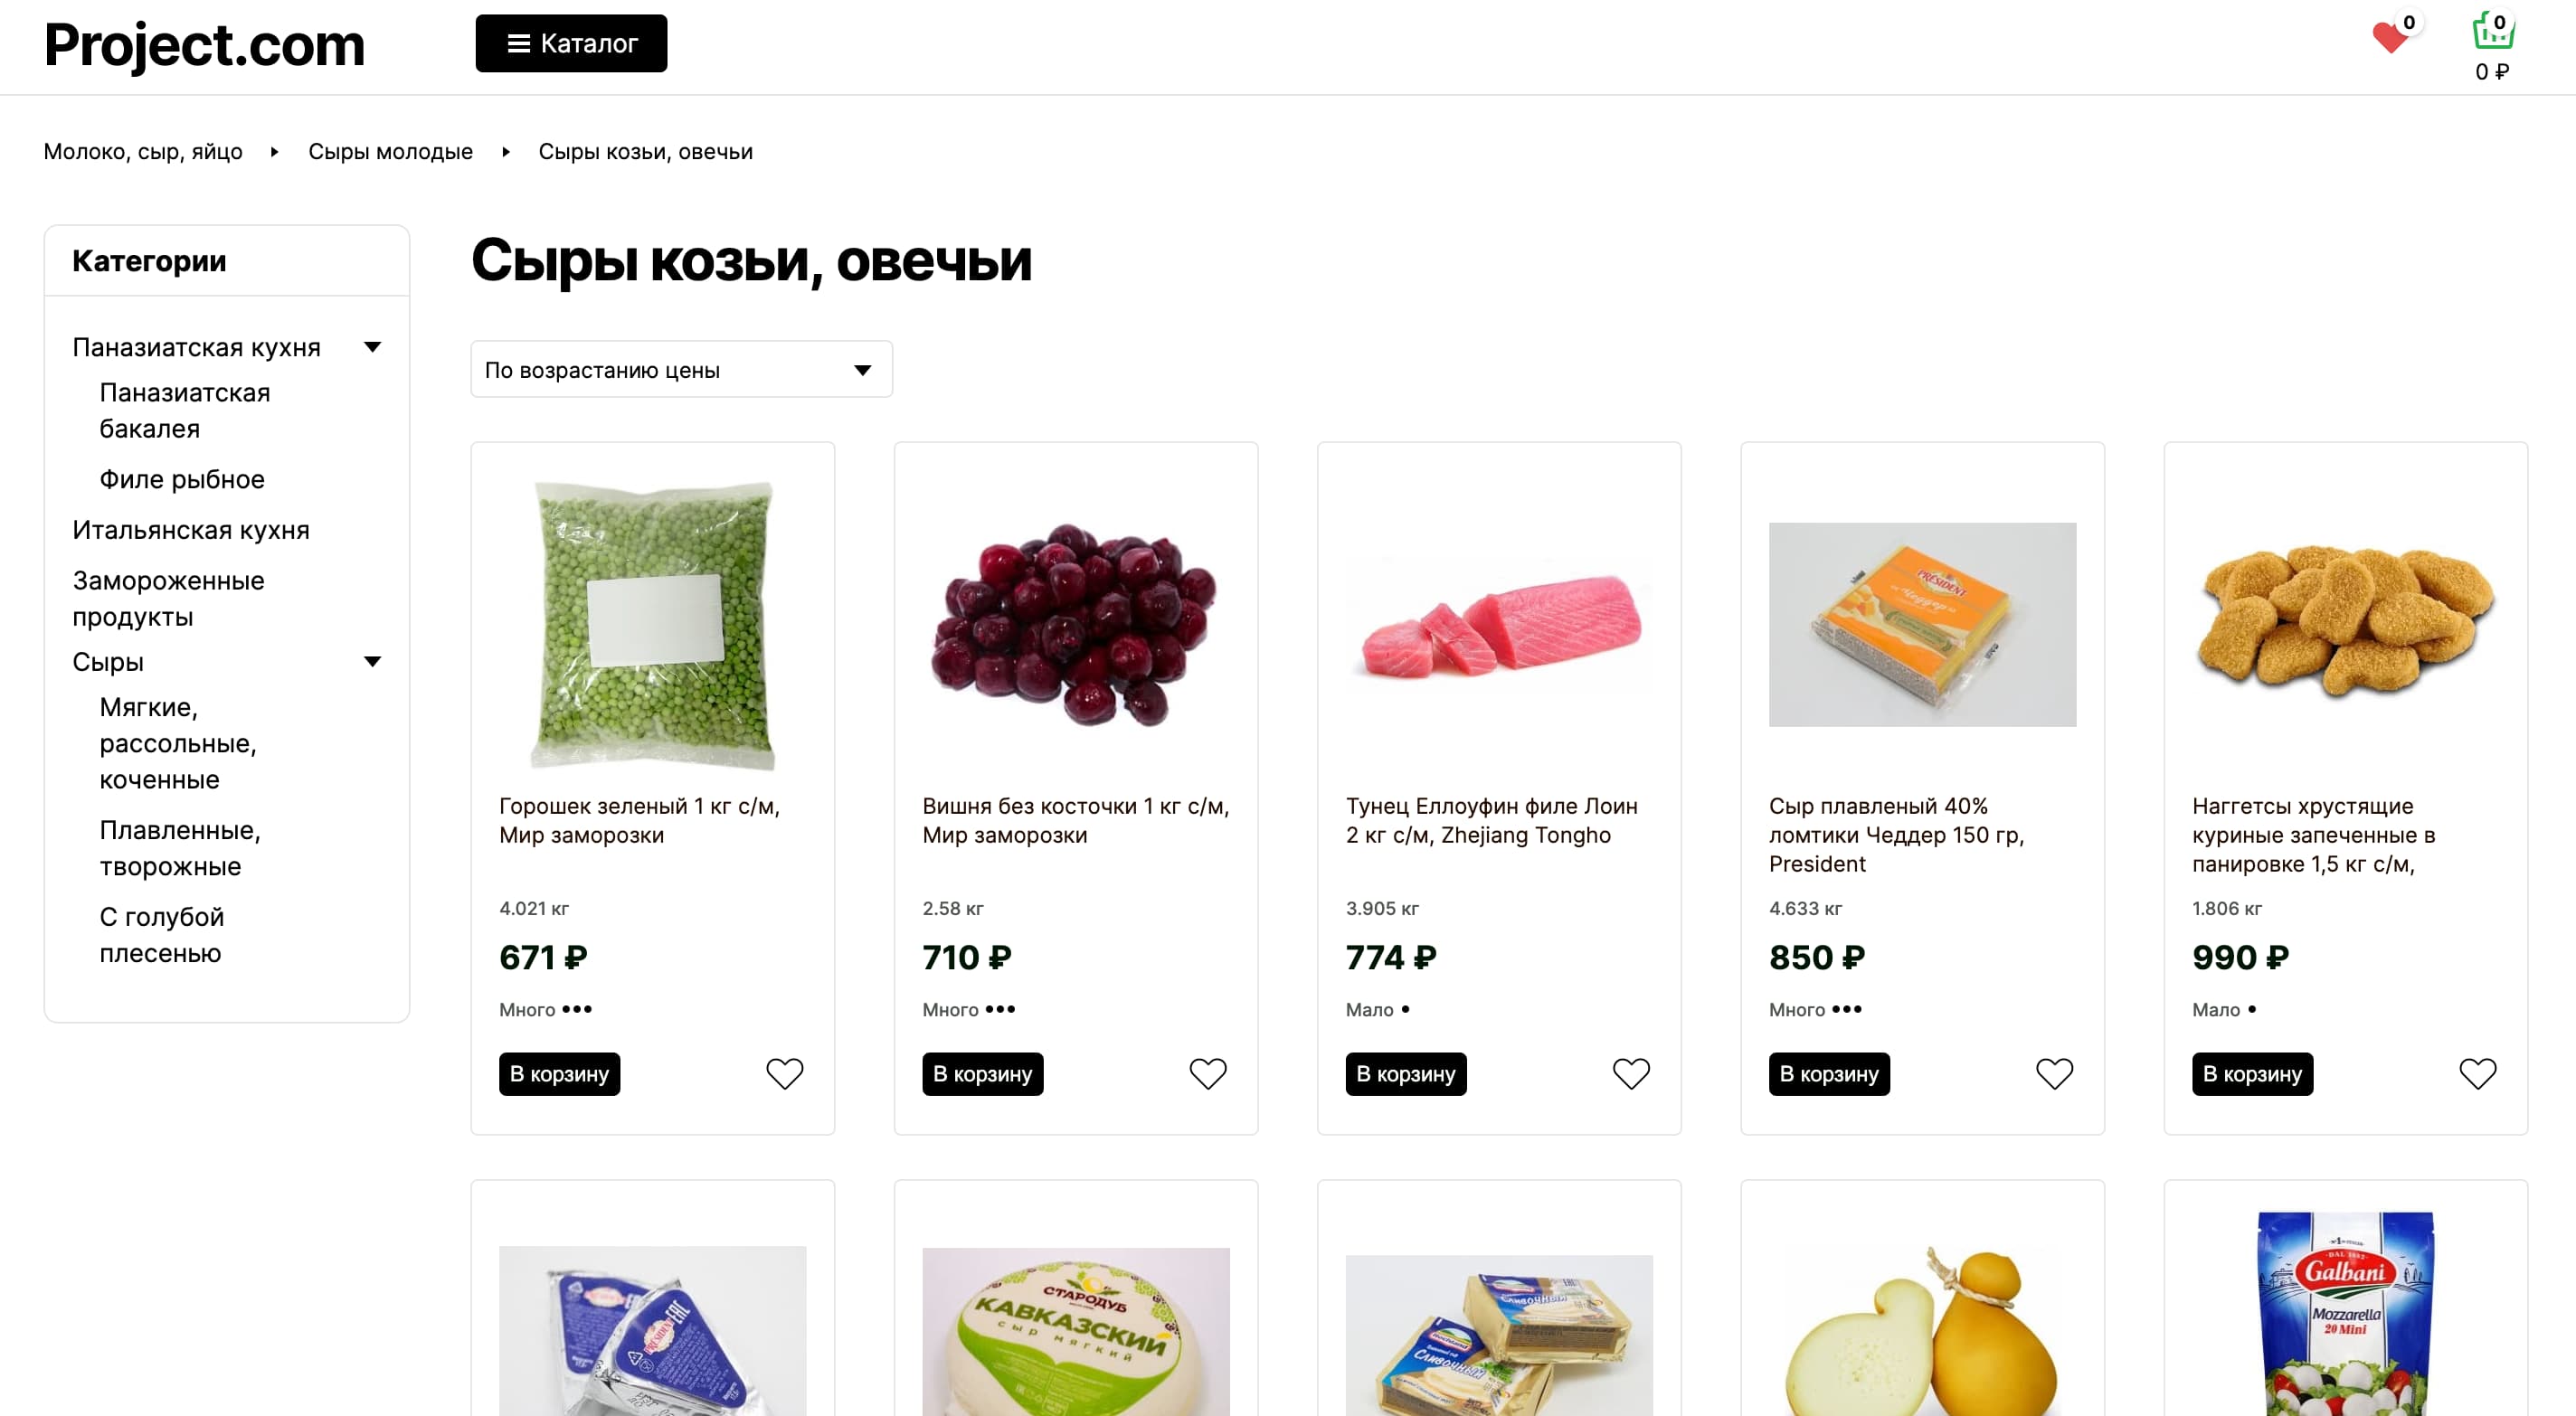 Project.com
Каталог
0
0
0 ₽
Молоко, сыр, яйцо
Сыры молодые
Сыры козьи, овечьи
Категории
Паназиатская кухня
Паназиатская
бакалея
Филе рыбное
Итальянская кухня
Замороженные
продукты
Сыры
Мягкие,
рассольные,
коченные
Плавленные,
творожные
С голубой
плесенью
Сыры козьи, овечьи
По возрастанию цены
PRÉSIDENT
Чеддер
Горошек зеленый 1 кг с/м,
Мир заморозки
4.021 кг
671 ₽
Много
В корзину
Вишня без косточки 1 кг с/м,
Мир заморозки
2.58 кг
710 ₽
Много
В корзину
Тунец Еллоуфин филе Лоин
2 кг с/м, Zhejiang Tongho
3.905 кг
774 ₽
Мало
В корзину
Сыр плавленый 40%
ломтики Чеддер 150 гр,
President
4.633 кг
850 ₽
Много
В корзину
Наггетсы хрустящие
куриные запеченные в
панировке 1,5 кг с/м,
1.806 кг
990 ₽
Мало
В корзину
PRÉSIDENT
EAC
СТАРОДУБ
КАВКАЗСКИЙ
сыр мягкий
Сливочный
Hochland
Сливочный
Galbani
Mozzarella
20 Mini